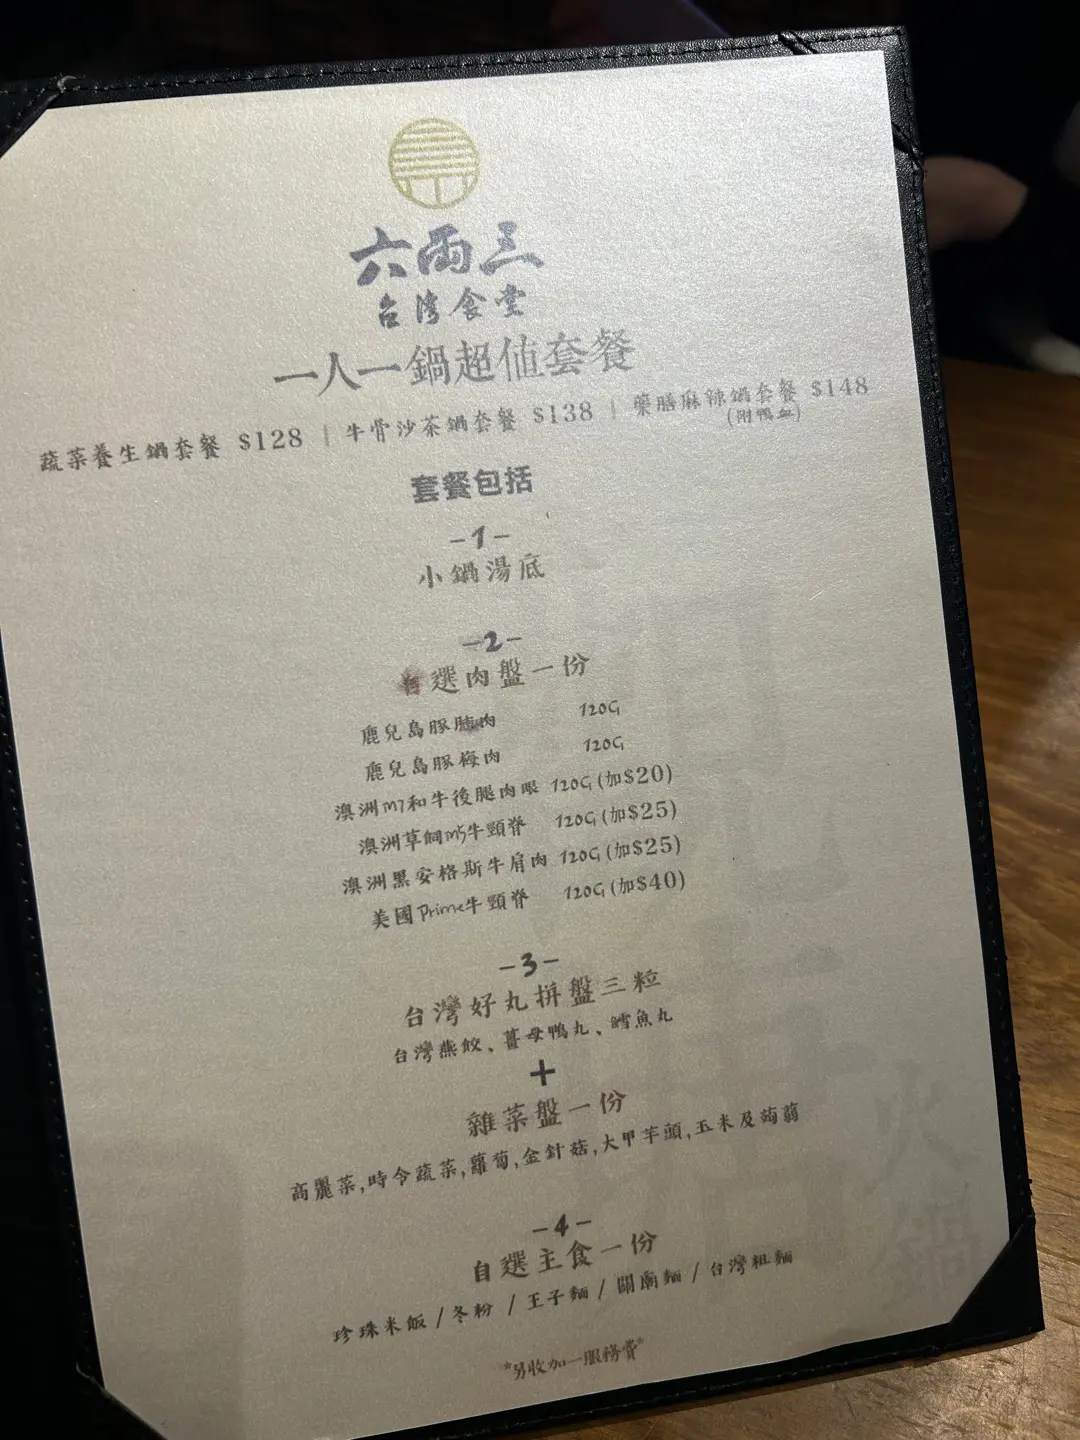 六両三
台灣食堂
一人一鍋超值套餐
蔬菜養生鍋套餐 $128 | 牛骨沙茶鍋套餐 $138 | 藥膳麻辣鍋套餐 $148
(附鴨血)
套餐包括
-1-
小鍋湯底
-2-
自選肉盤一份
鹿兒島豚腩肉 120G
鹿兒島豚梅肉 120G
澳洲M7和牛後腿肉眼 120G (加$20)
澳洲草飼M5牛頸脊 120G (加$25)
澳洲黑安格斯牛肩肉 120G (加$25)
美國Prime牛頸脊 120G (加$40)
-3-
台灣好丸拼盤三粒
台灣燕餃、薑母鴨丸、鱈魚丸
+
雜菜盤一份
高麗菜,時令蔬菜,蘿蔔,金針菇,大甲芋頭,玉米及蒟蒻
-4-
自選主食一份
珍珠米飯 / 冬粉 / 王子麵 / 關廟麵 / 台灣粗麵
*另收加一服務費*
火鍋